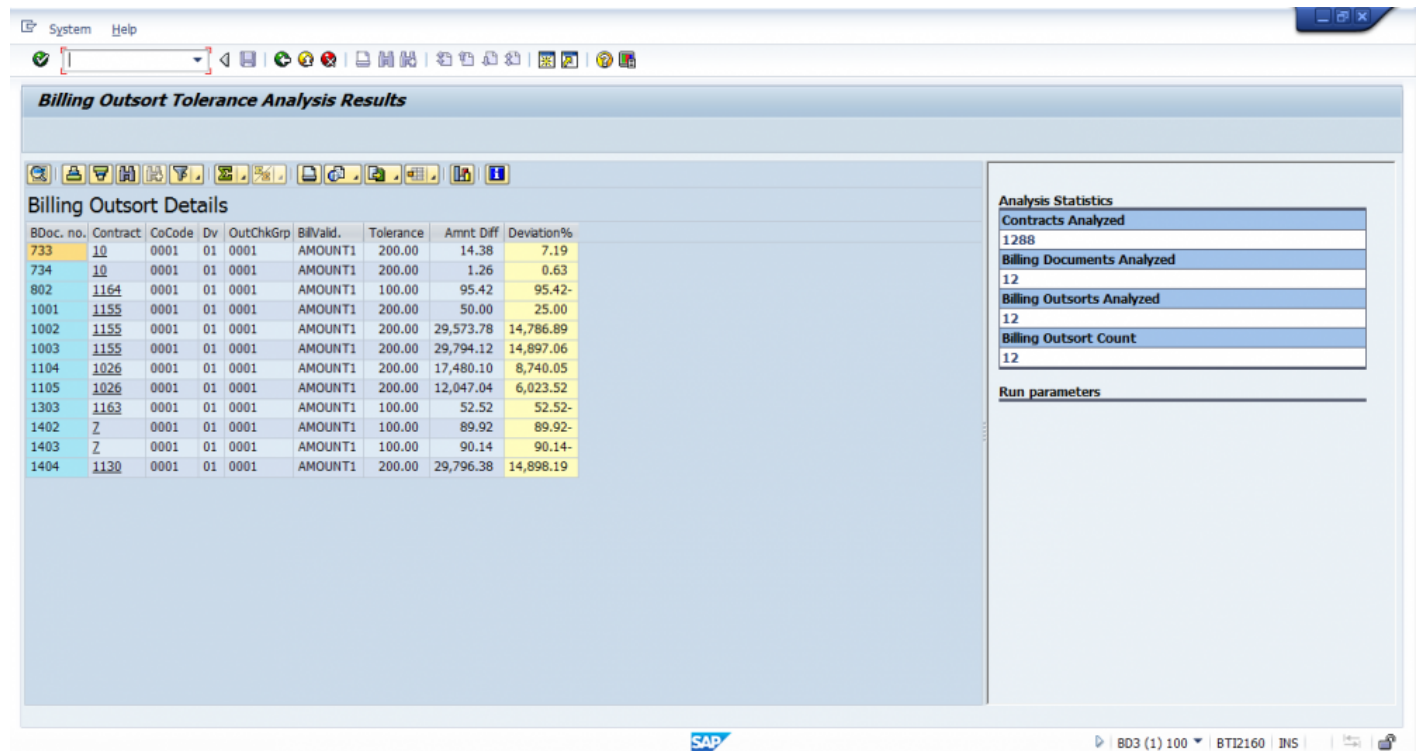 System Help
Billing Outsort Tolerance Analysis Results
Billing Outsort Details
BDoc. no. Contract CoCode Dv OutChkGrp BillValid. Tolerance Amnt Diff Deviation%
733 10 0001 01 0001 AMOUNT1 200.00 14.38 7.19
734 10 0001 01 0001 AMOUNT1 200.00 1.26 0.63
802 1164 0001 01 0001 AMOUNT1 100.00 95.42 95.42-
1001 1155 0001 01 0001 AMOUNT1 200.00 50.00 25.00
1002 1155 0001 01 0001 AMOUNT1 200.00 29,573.78 14,786.89
1003 1155 0001 01 0001 AMOUNT1 200.00 29,794.12 14,897.06
1104 1026 0001 01 0001 AMOUNT1 200.00 17,480.10 8,740.05
1105 1026 0001 01 0001 AMOUNT1 200.00 12,047.04 6,023.52
1303 1163 0001 01 0001 AMOUNT1 100.00 52.52 52.52-
1402 7 0001 01 0001 AMOUNT1 100.00 89.92 89.92-
1403 7 0001 01 0001 AMOUNT1 100.00 90.14 90.14-
1404 1130 0001 01 0001 AMOUNT1 200.00 29,796.38 14,898.19
Analysis Statistics
Contracts Analyzed
1288
Billing Documents Analyzed
12
Billing Outsorts Analyzed
12
Billing Outsort Count
12
Run parameters
SAP
BD3 (1) 100 BTI2160 INS